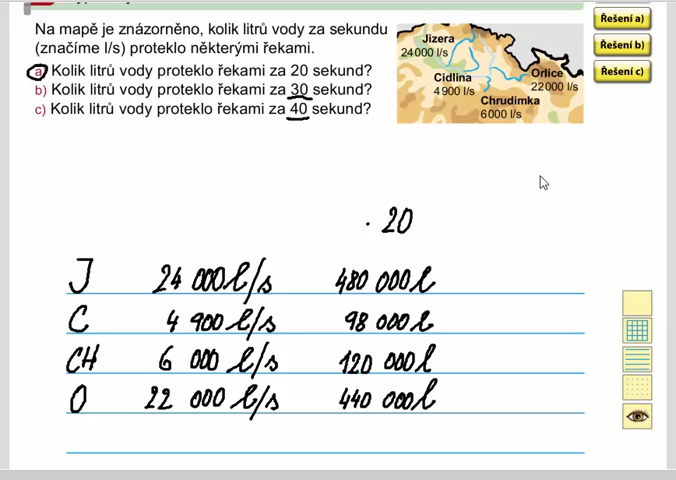 Na mapě je znázorněno, kolik litrů vody za sekundu
(značíme l/s) proteklo některými řekami.
a) Kolik litrů vody proteklo řekami za 20 sekund?
b) Kolik litrů vody proteklo řekami za 30 sekund?
c) Kolik litrů vody proteklo řekami za 40 sekund?
Jizera
24 000 l/s
Cidlina
4 900 l/s
Orlice
22 000 l/s
Chrudimka
6 000 l/s
Řešení a)
Řešení b)
Řešení c)
· 20
J 24 000 l/s 480 000 l
C 4 900 l/s 98 000 l
CH 6 000 l/s 120 000 l
O 22 000 l/s 440 000 l